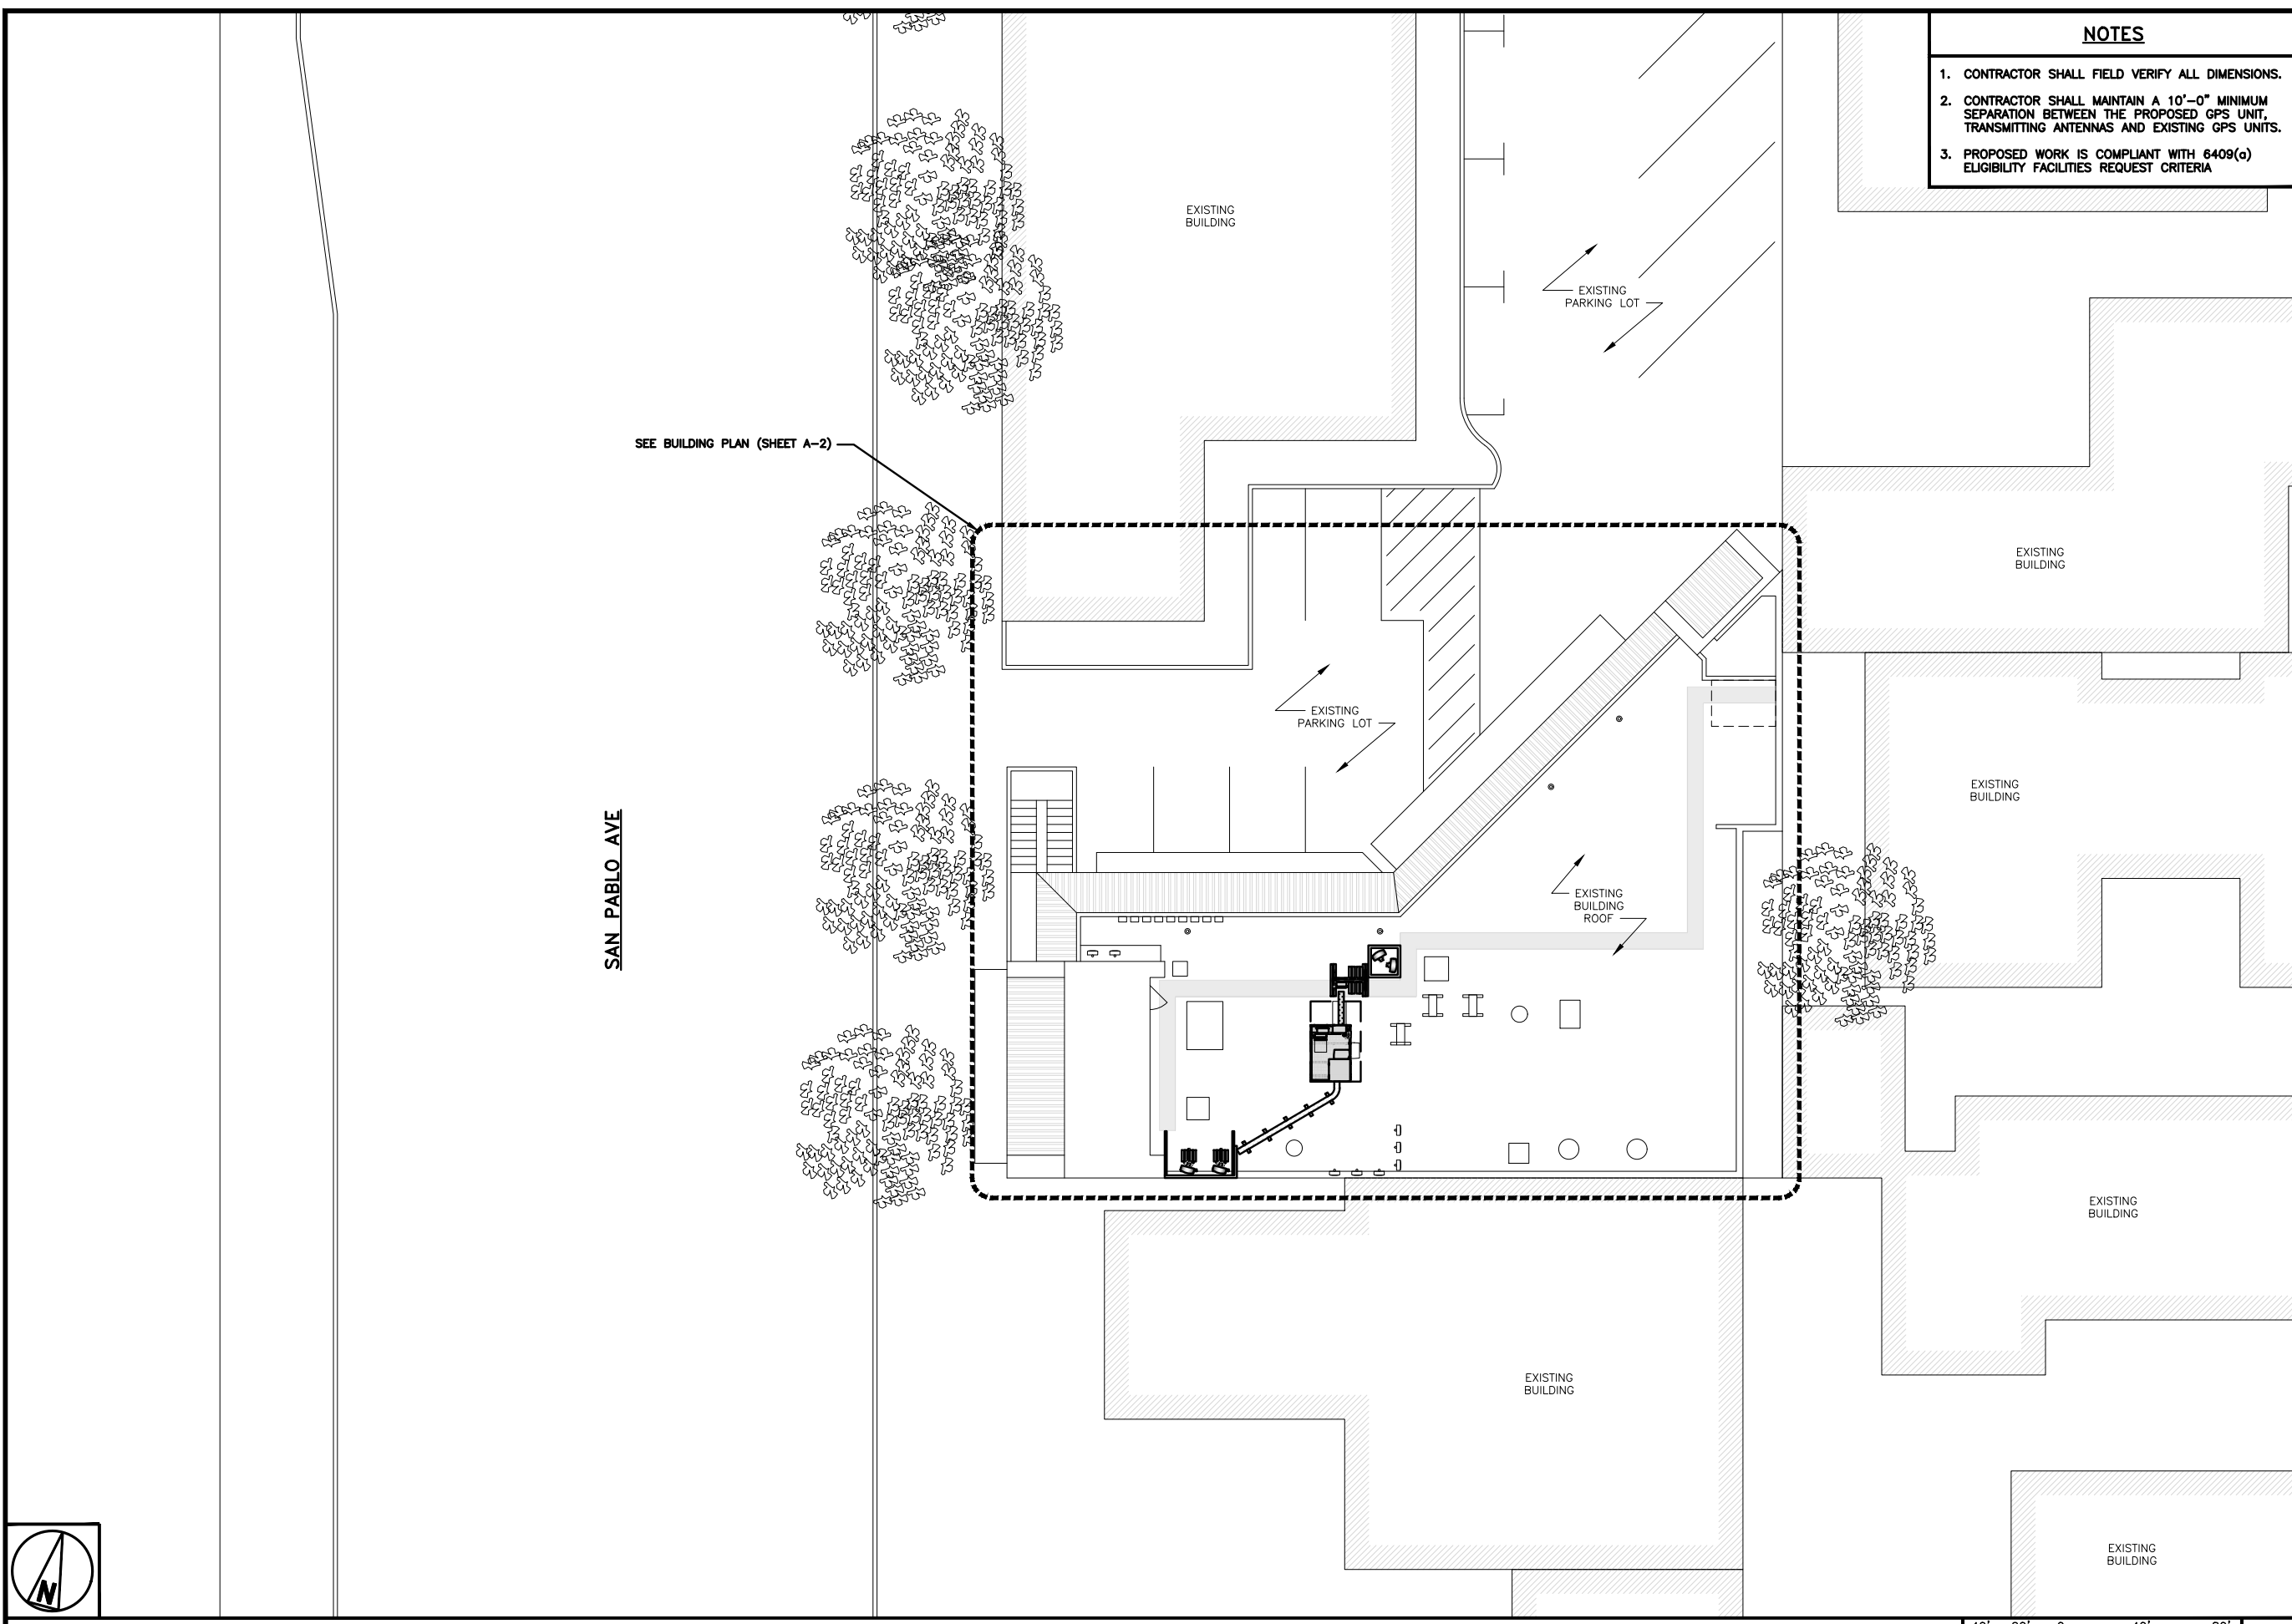 NOTES
1. CONTRACTOR SHALL FIELD VERIFY ALL DIMENSIONS.
2. CONTRACTOR SHALL MAINTAIN A 10'-0" MINIMUM
SEPARATION BETWEEN THE PROPOSED GPS UNIT,
TRANSMITTING ANTENNAS AND EXISTING GPS UNITS.
3. PROPOSED WORK IS COMPLIANT WITH 6409(a)
ELIGIBILITY FACILITIES REQUEST CRITERIA
EXISTING
BUILDING
EXISTING
PARKING LOT
SEE BUILDING PLAN (SHEET A-2)
EXISTING
BUILDING
EXISTING
PARKING LOT
EXISTING
BUILDING
SAN PABLO AVE
EXISTING
BUILDING
ROOF
EXISTING
BUILDING
EXISTING
BUILDING
EXISTING
BUILDING
N